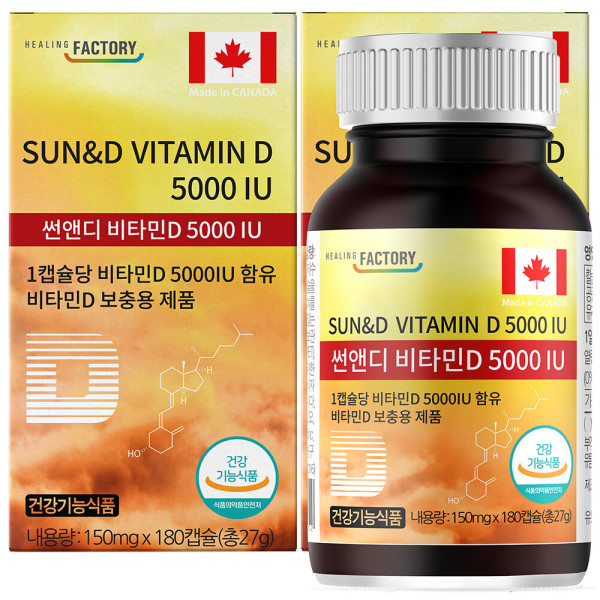 HEALING FACTORY
Made in CANADA
SUN&D VITAMIN D
5000 IU
썬앤디 비타민D 5000 IU
1캡슐당 비타민D 5000IU 함유
비타민D 보충용 제품
D
HO
H
H
건강
기능식품
식품의약품안전처
건강기능식품
내용량: 150mg x 180캡슐(총27g)
HEALING FACTORY
HEALING FACTORY
Made in CANADA
SUN&D VITAMIN D 5000 IU
썬앤디 비타민D 5000 IU
1캡슐당 비타민D 5000IU 함유
비타민D 보충용 제품
D
HO
H
H
건강
기능식품
식품의약품안전처
건강기능식품
내용량: 150mg x 180캡슐(총27g)